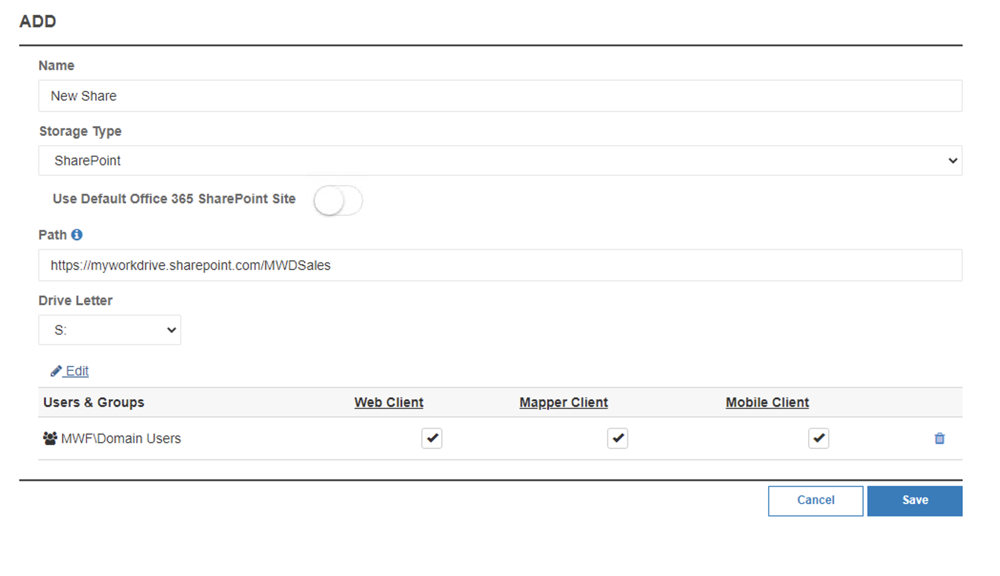 ADD
Name
New Share
Storage Type
SharePoint
Use Default Office 365 SharePoint Site
Path
https://myworkdrive.sharepoint.com/MWDSales
Drive Letter
S:
Edit
Users & Groups Web Client Mapper Client Mobile Client
MWF\Domain Users
Cancel Save